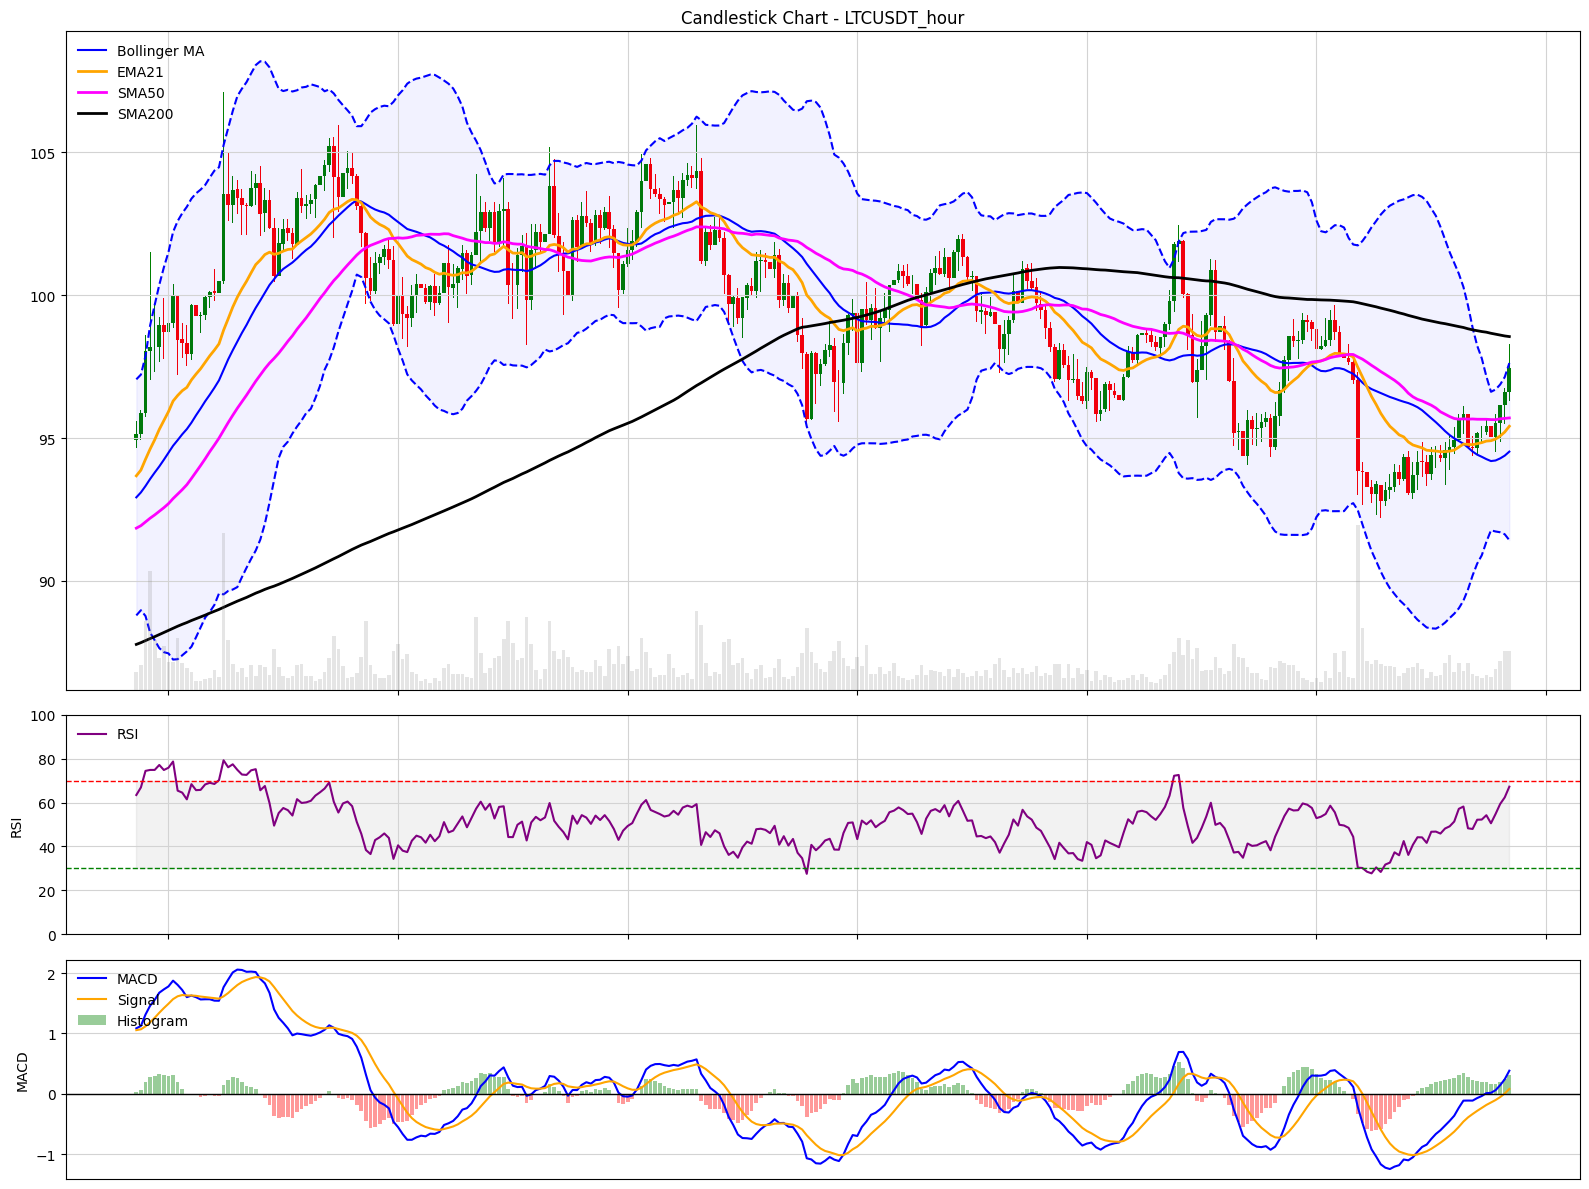 Candlestick Chart - LTCUSDT_hour
Bollinger MA
EMA21
SMA50
SMA200
105
100
95
90
RSI
100
80
60
40
20
0
RSI
MACD
Signal
Histogram
2
1
0
−1
MACD